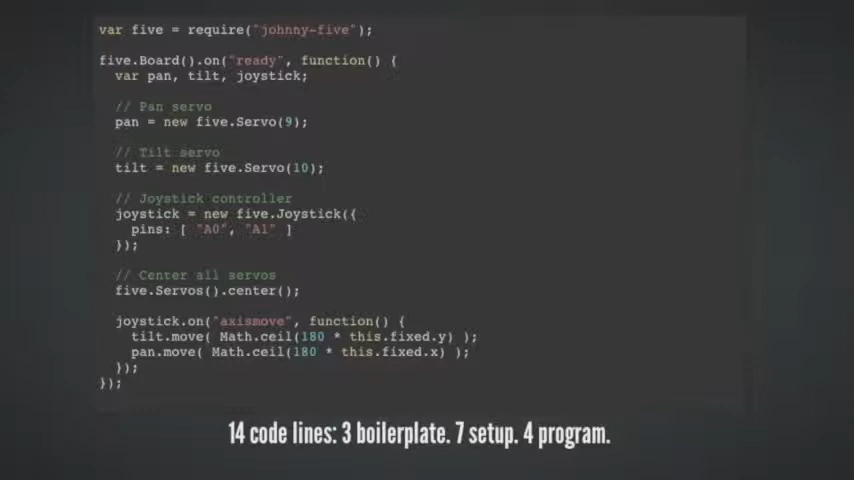 var five = require("johnny-five");
five.Board().on("ready", function() {
var pan, tilt, joystick;
// Pan servo
pan = new five.Servo(9);
// Tilt servo
tilt = new five.Servo(10);
// Joystick controller
joystick = new five.Joystick({
pins: [ "A0", "A1" ]
});
// Center all servos
five.Servos().center();
joystick.on("axismove", function() {
tilt.move( Math.ceil(180 * this.fixed.y) );
pan.move( Math.ceil(180 * this.fixed.x) );
});
});
14 code lines: 3 boilerplate. 7 setup. 4 program.